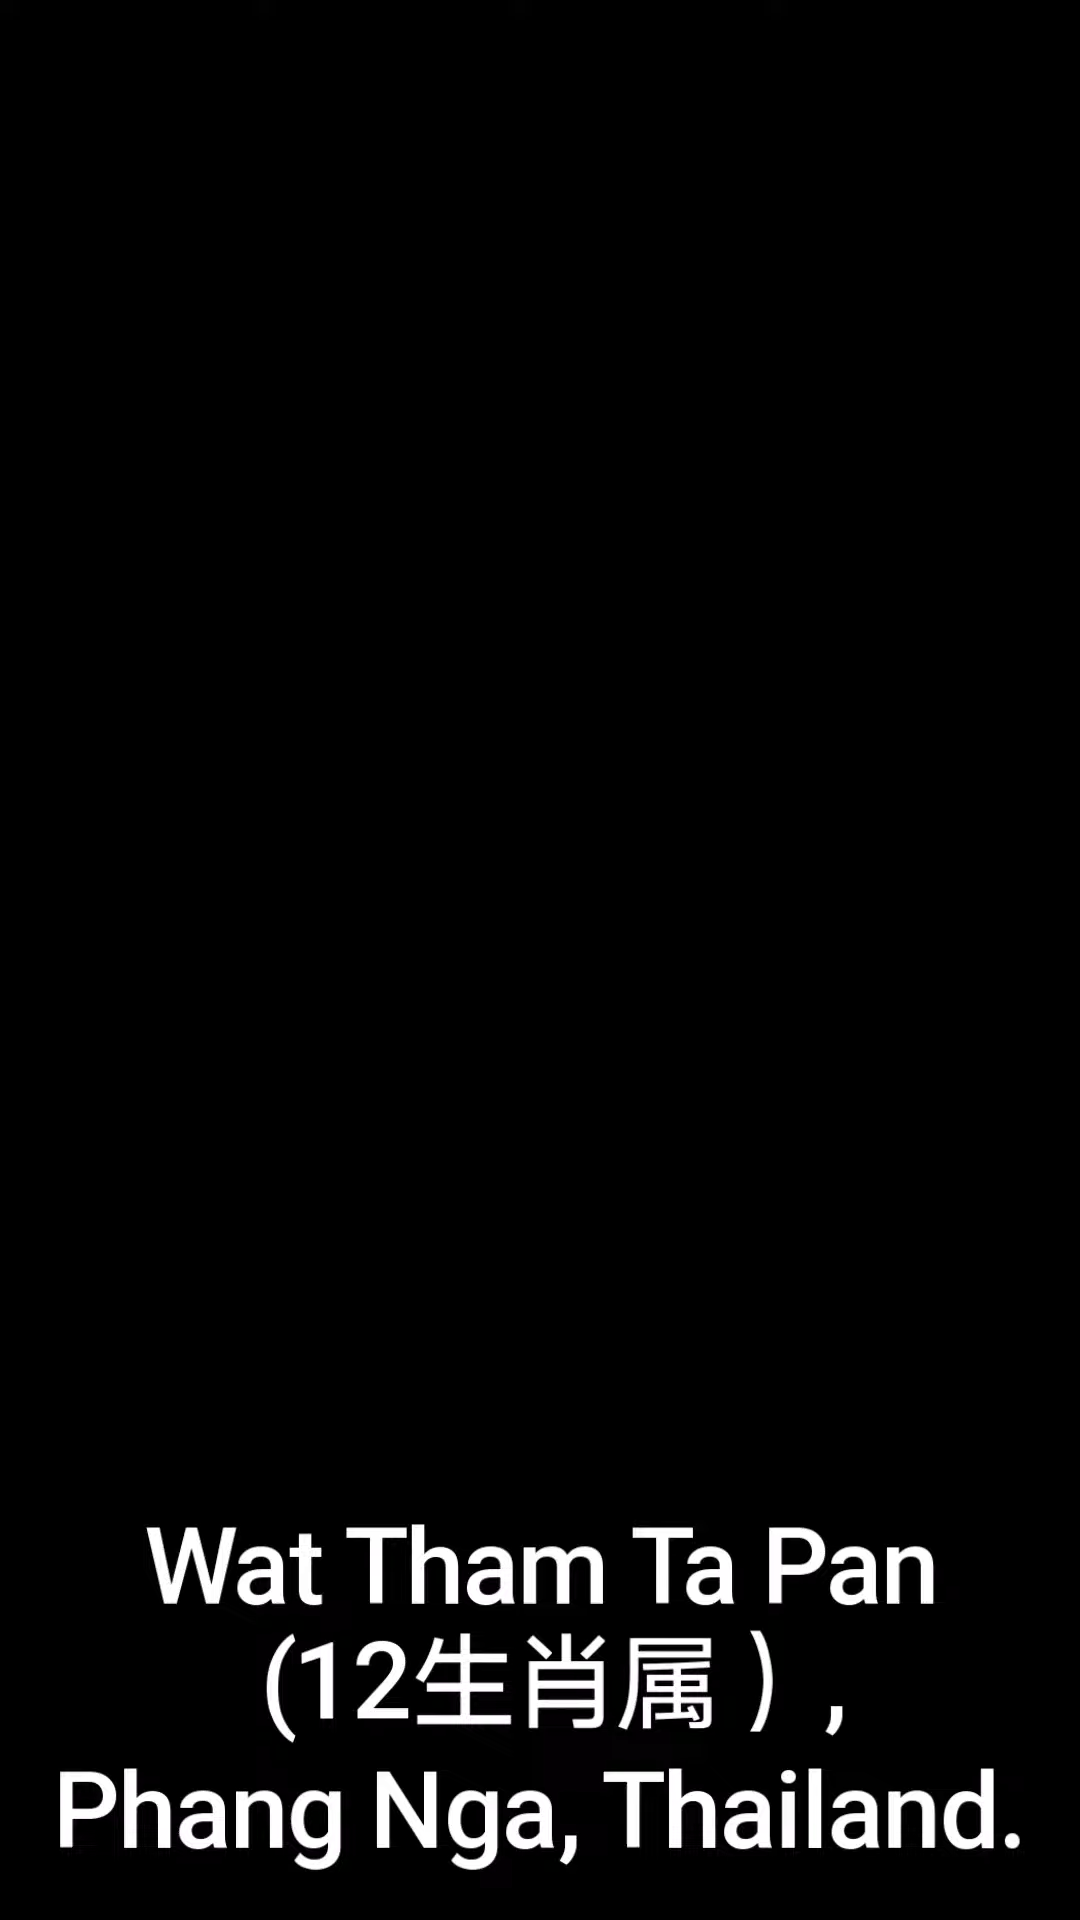 Wat Tham Ta Pan
(12生肖属），
Phang Nga, Thailand.